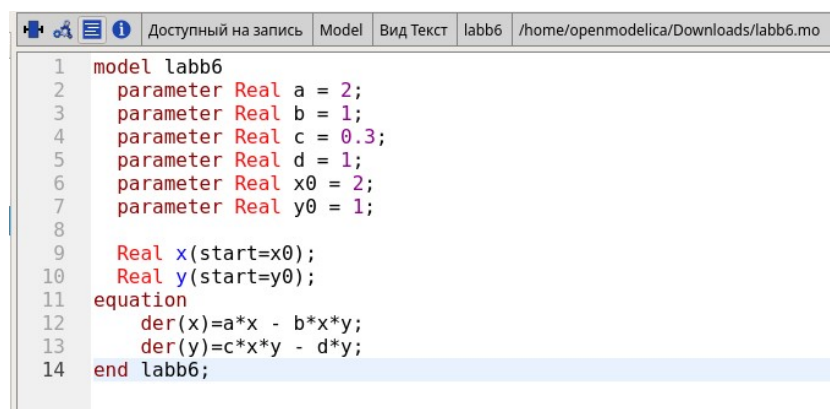 Доступный на запись Model Вид Текст labb6 /home/openmodelica/Downloads/labb6.mo
1 model labb6
2   parameter Real a = 2;
3   parameter Real b = 1;
4   parameter Real c = 0.3;
5   parameter Real d = 1;
6   parameter Real x0 = 2;
7   parameter Real y0 = 1;
8
9   Real x(start=x0);
10   Real y(start=y0);
11 equation
12     der(x)=a*x - b*x*y;
13     der(y)=c*x*y - d*y;
14 end labb6;